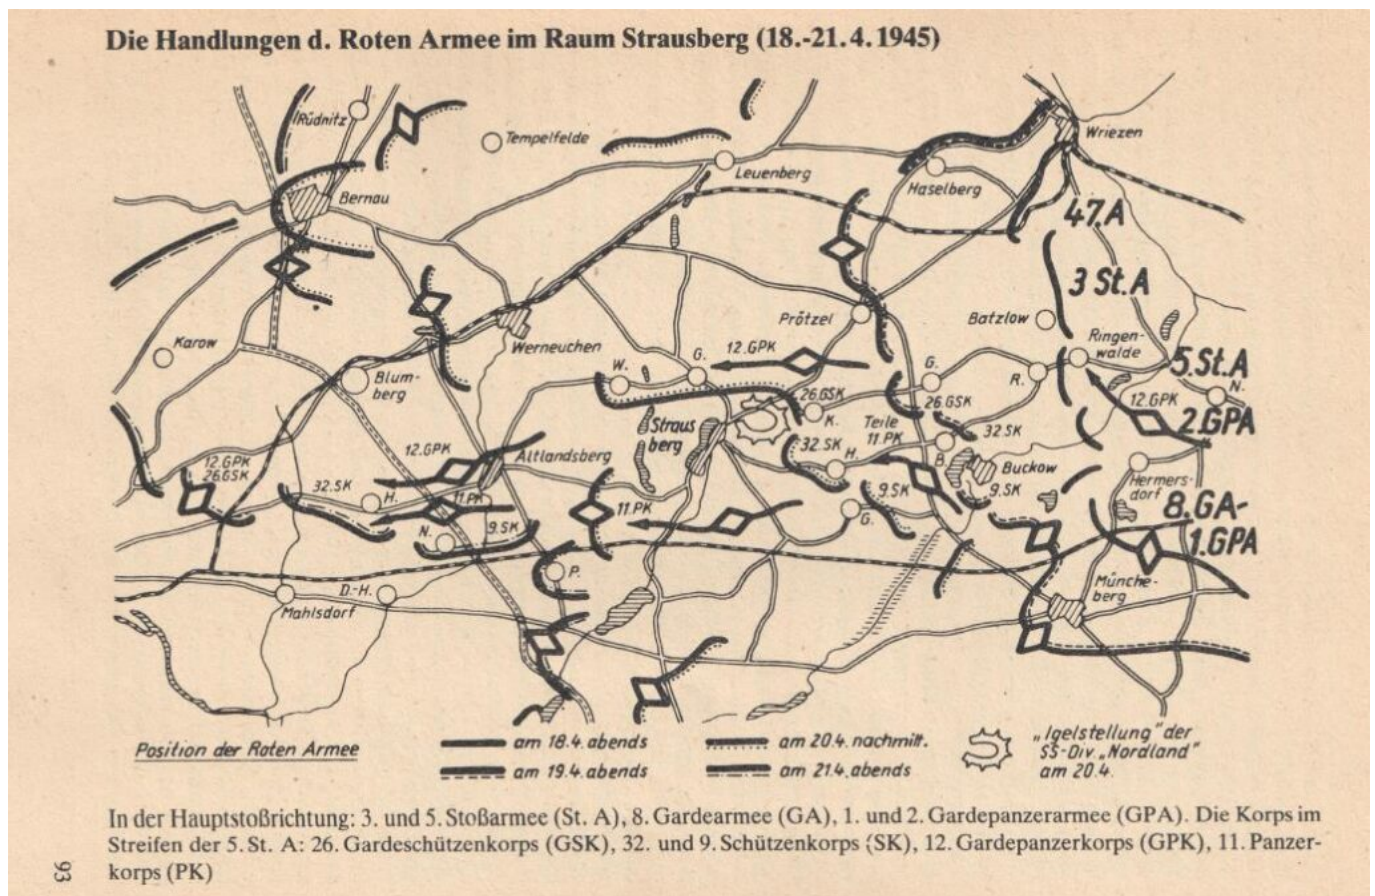 Die Handlungen d. Roten Armee im Raum Strausberg (18.-21.4.1945)
Rüdnitz
Tempelfelde
Wriezen
Leuenberg
Haselberg
Bernau
47.A
3 St.A
Prötzel
Batzlow
Ringen-
walde
Karow
Werneuchen
12.GPK
W.
G.
G.
R.
5.St.A
N.
Blum-
berg
26.GSK
K.
26.GSK
12.GPK
2.GPA
Straus
berg
Teile
11.PK
32.SK
32.SK
H.
B.
Buckow
12.GPK
Altlandsberg
12.GPK
26.GSK
32.SK
H.
11.PK
9.SK
9.SK
Hermers-
dorf
8.GA-
1.GPA
11.PK
G.
N.
9.SK
P.
D.-H.
Mahlsdorf
Münche-
berg
Position der Roten Armee
am 18.4. abends
am 19.4. abends
am 20.4. nachmitt.
am 21.4. abends
„Igelstellung" der
SS-Div. „Nordland"
am 20.4.
In der Hauptstoßrichtung: 3. und 5. Stoßarmee (St. A), 8. Gardearmee (GA), 1. und 2. Gardepanzerarmee (GPA). Die Korps im
Streifen der 5. St. A: 26. Gardeschützenkorps (GSK), 32. und 9. Schützenkorps (SK), 12. Gardepanzerkorps (GPK), 11. Panzer-
korps (PK)
93